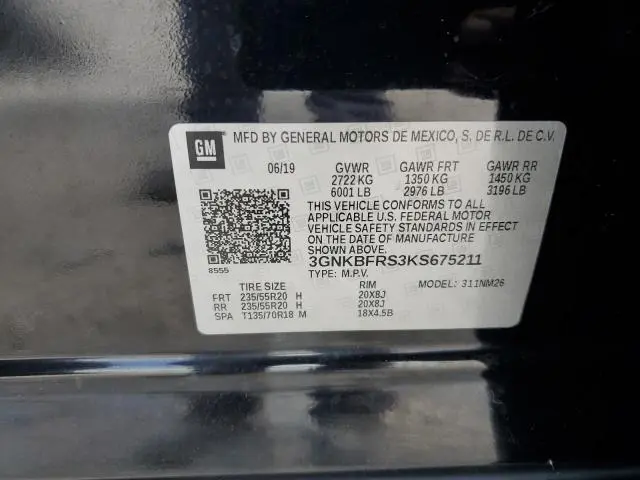 GM
MFD BY GENERAL MOTORS DE MEXICO, S. DE R.L. DE C.V.
06/19 GVWR GAWR FRT GAWR RR
2722 KG 1350 KG 1450 KG
6001 LB 2976 LB 3196 LB
THIS VEHICLE CONFORMS TO ALL
APPLICABLE U.S. FEDERAL MOTOR
VEHICLE SAFETY STANDARDS IN EFFECT
ON THE DATE OF MANUFACTURE
SHOWN ABOVE.
8555
3GNKBFRS3KS675211
TYPE: M.P.V.
TIRE SIZE RIM MODEL: 311NM26
FRT 235/55R20 H 20X8J
RR 235/55R20 H 20X8J
SPA T135/70R18 M 18X4.5B